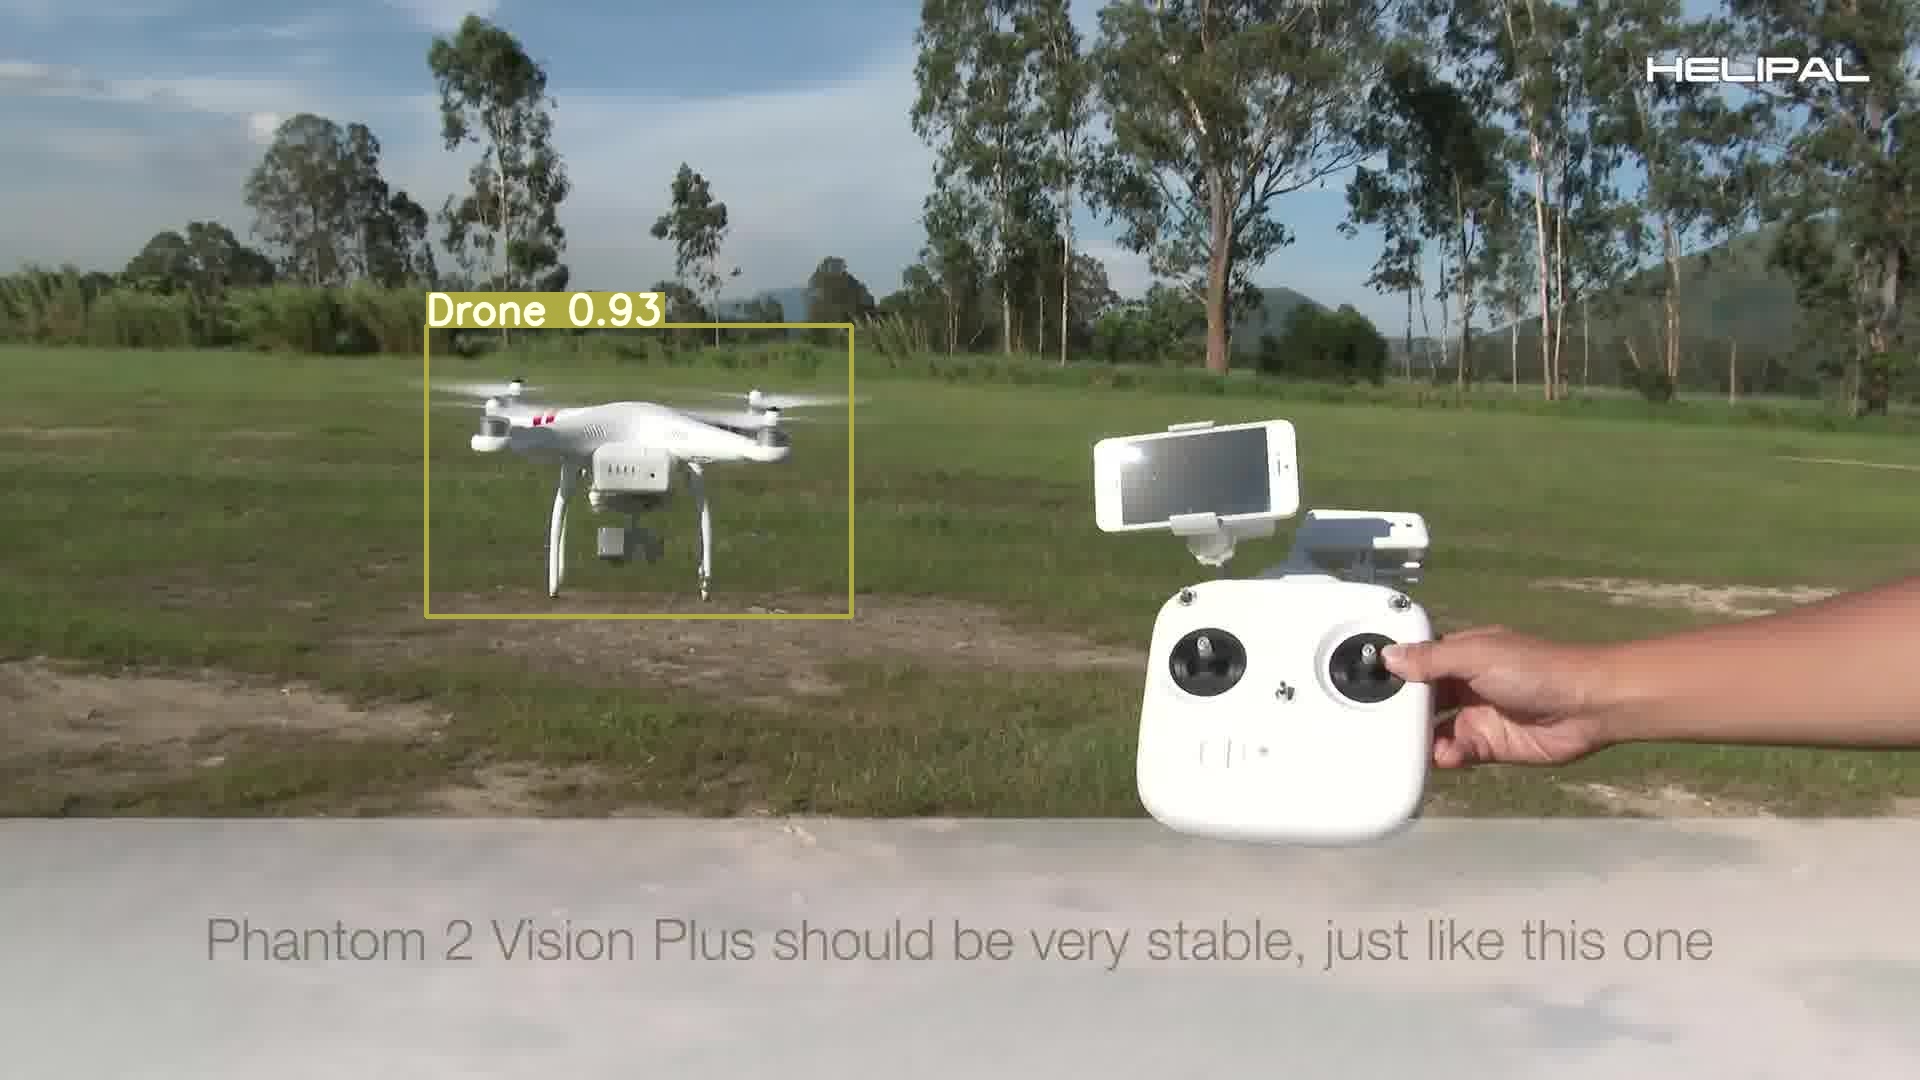 HELIPAL
Drone 0.93
Phantom 2 Vision Plus should be very stable, just like this one